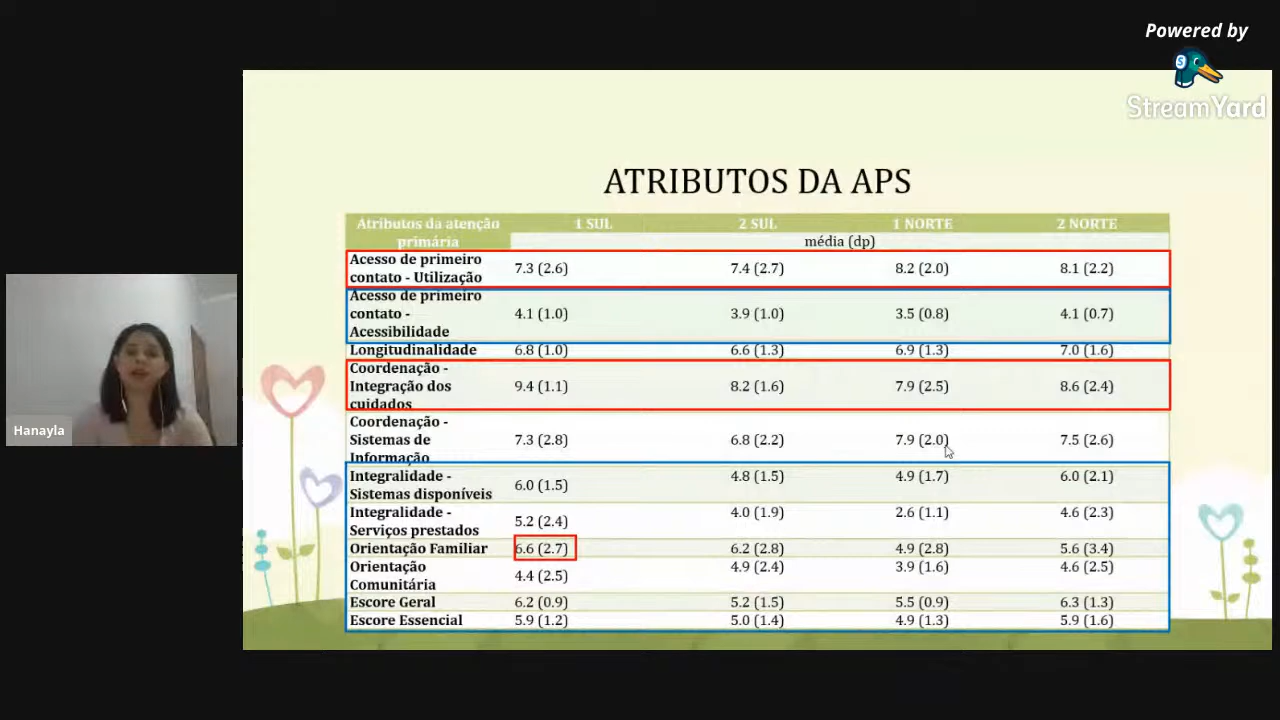 Powered by
StreamYard
ATRIBUTOS DA APS
Atributos da atenção primária 1 SUL 2 SUL 1 NORTE 2 NORTE
média (dp)
Acesso de primeiro contato - Utilização 7.3 (2.6) 7.4 (2.7) 8.2 (2.0) 8.1 (2.2)
Acesso de primeiro contato - Acessibilidade 4.1 (1.0) 3.9 (1.0) 3.5 (0.8) 4.1 (0.7)
Longitudinalidade 6.8 (1.0) 6.6 (1.3) 6.9 (1.3) 7.0 (1.6)
Coordenação - Integração dos cuidados 9.4 (1.1) 8.2 (1.6) 7.9 (2.5) 8.6 (2.4)
Coordenação - Sistemas de Informação 7.3 (2.8) 6.8 (2.2) 7.9 (2.0) 7.5 (2.6)
Integralidade - Sistemas disponíveis 6.0 (1.5) 4.8 (1.5) 4.9 (1.7) 6.0 (2.1)
Integralidade - Serviços prestados 5.2 (2.4) 4.0 (1.9) 2.6 (1.1) 4.6 (2.3)
Orientação Familiar 6.6 (2.7) 6.2 (2.8) 4.9 (2.8) 5.6 (3.4)
Orientação Comunitária 4.4 (2.5) 4.9 (2.4) 3.9 (1.6) 4.6 (2.5)
Escore Geral 6.2 (0.9) 5.2 (1.5) 5.5 (0.9) 6.3 (1.3)
Escore Essencial 5.9 (1.2) 5.0 (1.4) 4.9 (1.3) 5.9 (1.6)
Hanayla